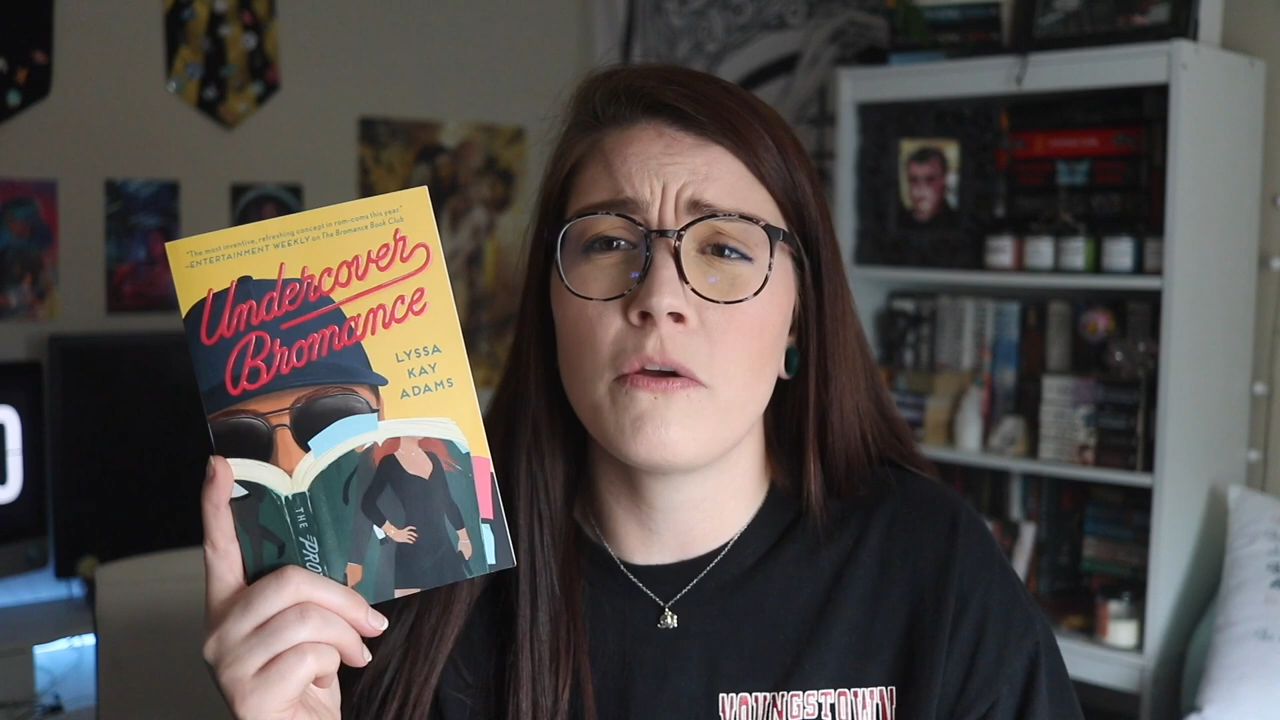 "The most inventive, refreshing concept in rom-coms this year."
—ENTERTAINMENT WEEKLY on The Bromance Book Club
Undercover
Bromance
LYSSA
KAY
ADAMS
THE
PRO
YOUNGSTOWN